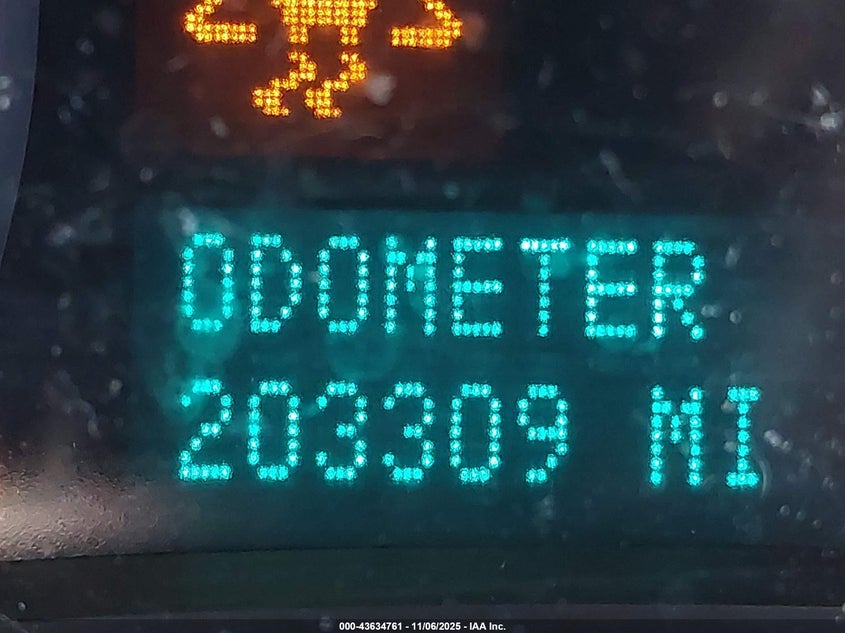 ODOMETER
203309 MI
000-43634761 - 11/06/2025 - IAA Inc.